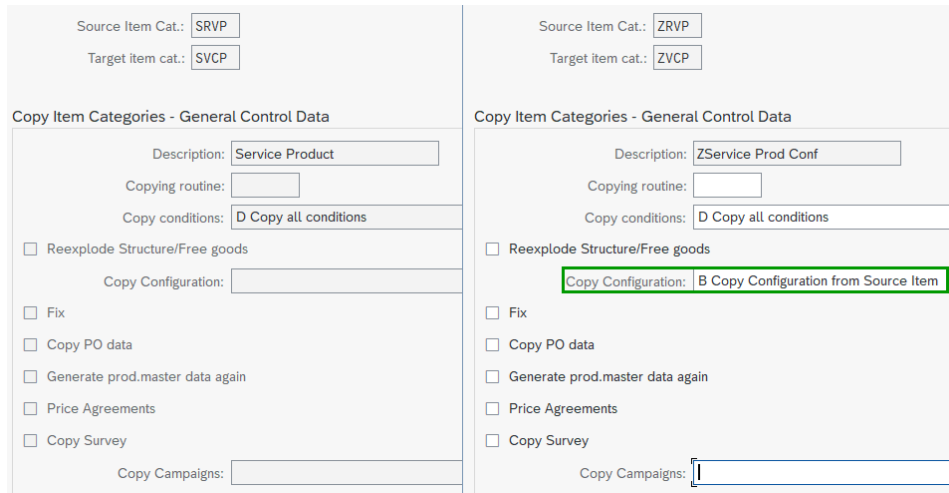 Source Item Cat.: SRVP
Target item cat.: SVCP
Copy Item Categories - General Control Data
Description: Service Product
Copying routine:
Copy conditions: D Copy all conditions
Reexplode Structure/Free goods
Copy Configuration:
Fix
Copy PO data
Generate prod.master data again
Price Agreements
Copy Survey
Copy Campaigns:
Source Item Cat.: ZRVP
Target item cat.: ZVCP
Copy Item Categories - General Control Data
Description: ZService Prod Conf
Copying routine:
Copy conditions: D Copy all conditions
Reexplode Structure/Free goods
Copy Configuration: B Copy Configuration from Source Item
Fix
Copy PO data
Generate prod.master data again
Price Agreements
Copy Survey
Copy Campaigns: